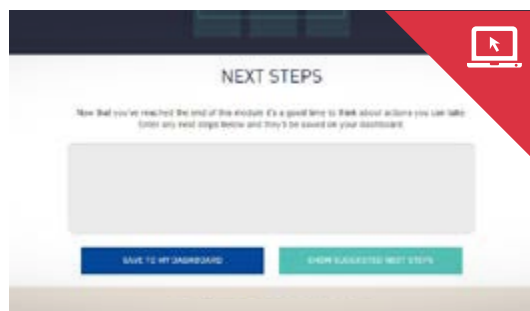 NEXT STEPS
Now that you've reached the end of this module it's a good time to think about actions you can take
Enter any next steps below and they'll be saved on your dashboard
SAVE TO MY DASHBOARD
SHOW SUGGESTED NEXT STEPS